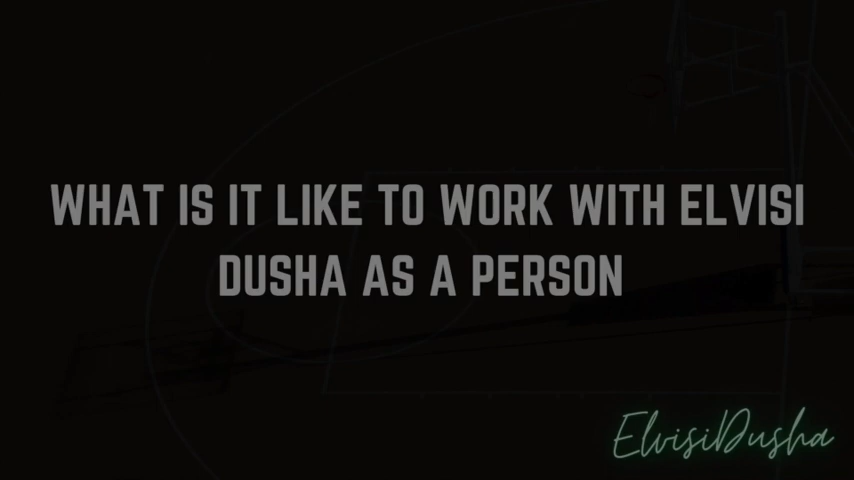 WHAT IS IT LIKE TO WORK WITH ELVISI
DUSHA AS A PERSON
ElvisiDusha